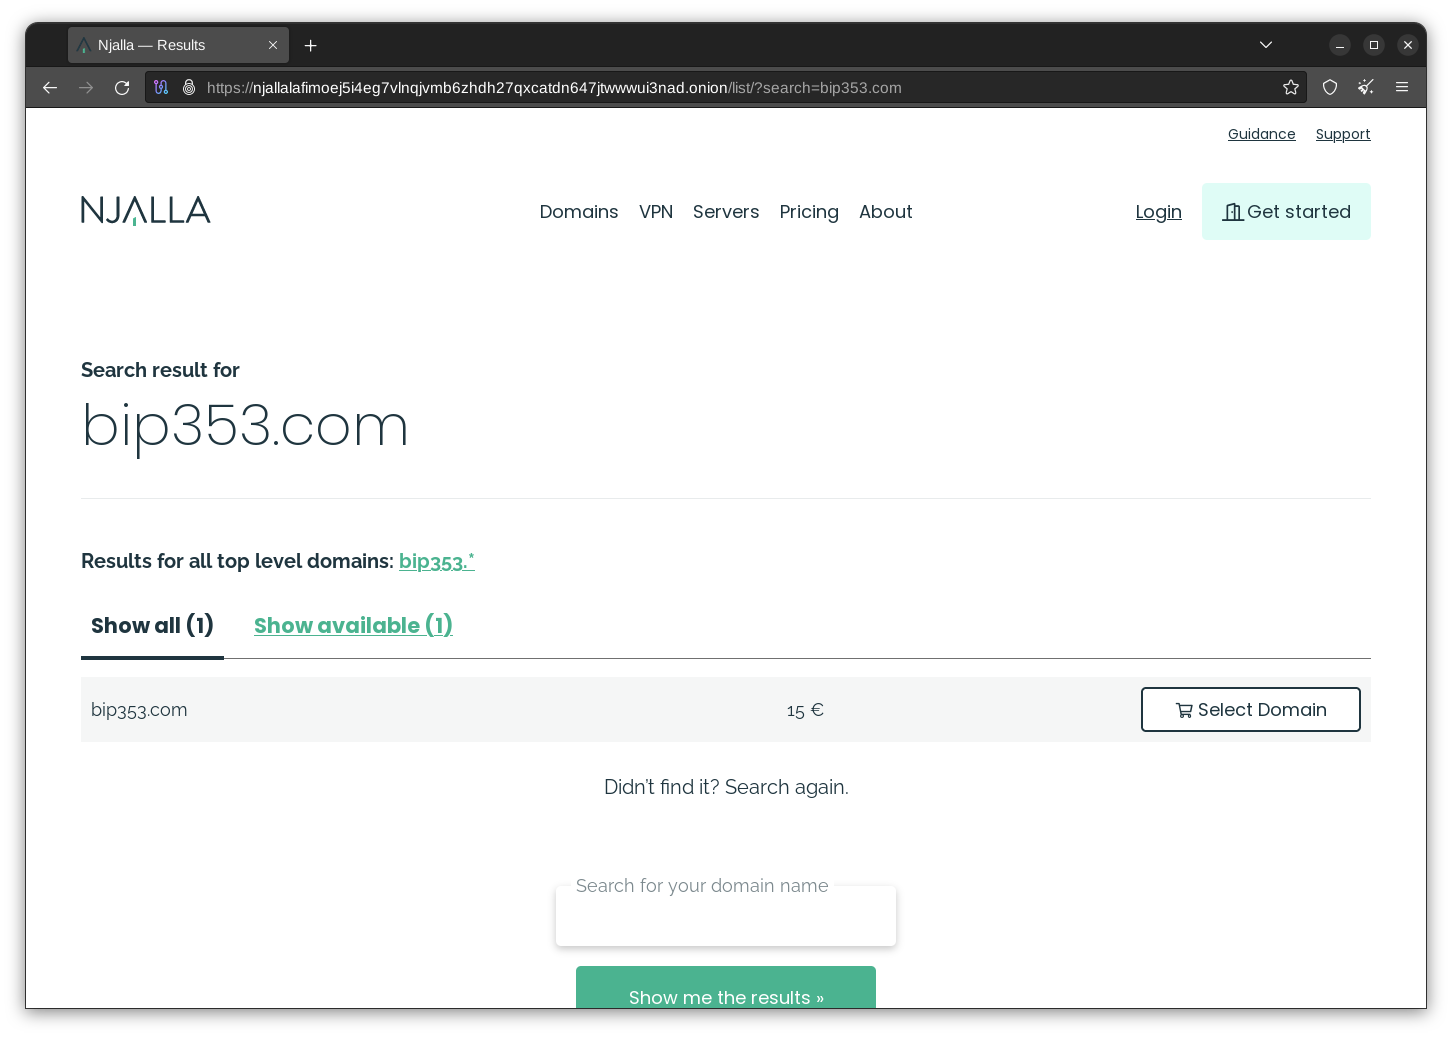 Njalla — Results
https://njallalafimoej5i4eg7vlnqjvmb6zhdh27qxcatdn647jtwwwui3nad.onion/list/?search=bip353.com
Guidance Support
NJALLA Domains VPN Servers Pricing About Login Get started
Search result for
bip353.com
Results for all top level domains: bip353.*
Show all (1) Show available (1)
bip353.com 15 € Select Domain
Didn’t find it? Search again.
Search for your domain name
Show me the results »